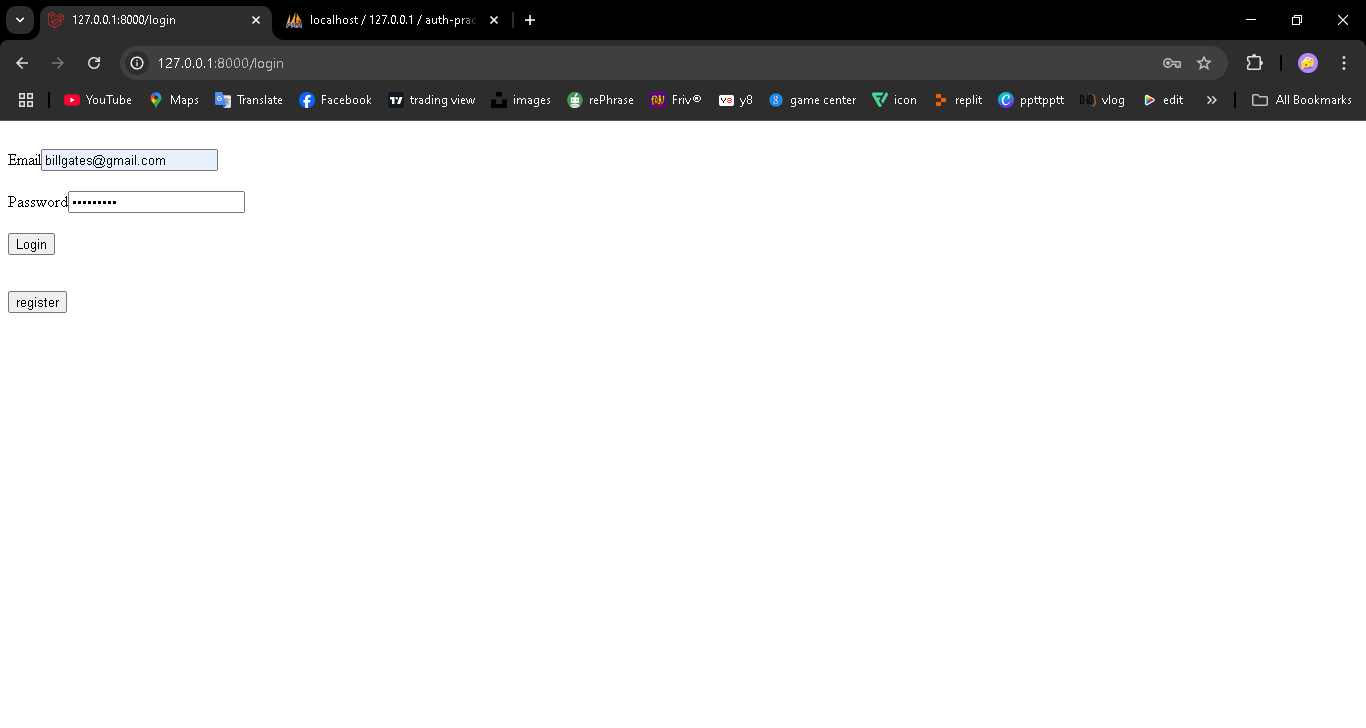 127.0.0.1:8000/login
localhost / 127.0.0.1 / auth-prac
127.0.0.1:8000/login
YouTube Maps Translate Facebook trading view images rePhrase Friv® y8 game center icon replit ppttpptt vlog edit » All Bookmarks
Email billgates@gmail.com
Password •••••••••
Login
register